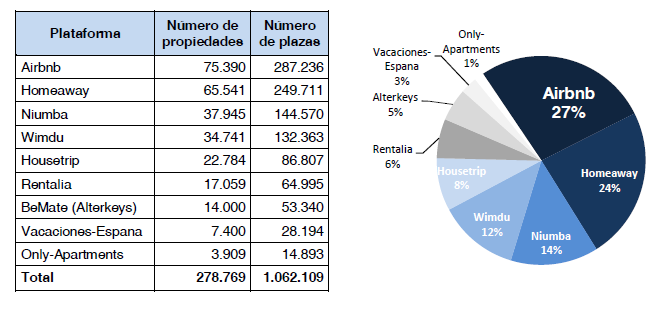 Plataforma Número de propiedades Número de plazas
Airbnb 75.390 287.236
Homeaway 65.541 249.711
Niumba 37.945 144.570
Wimdu 34.741 132.363
Housetrip 22.784 86.807
Rentalia 17.059 64.995
BeMate (Alterkeys) 14.000 53.340
Vacaciones-Espana 7.400 28.194
Only-Apartments 3.909 14.893
Total 278.769 1.062.109
Only-
Apartments
1%
Vacaciones-
Espana
3%
Alterkeys
5%
Rentalia
6%
Housetrip
8%
Wimdu
12%
Niumba
14%
Homeaway
24%
Airbnb
27%